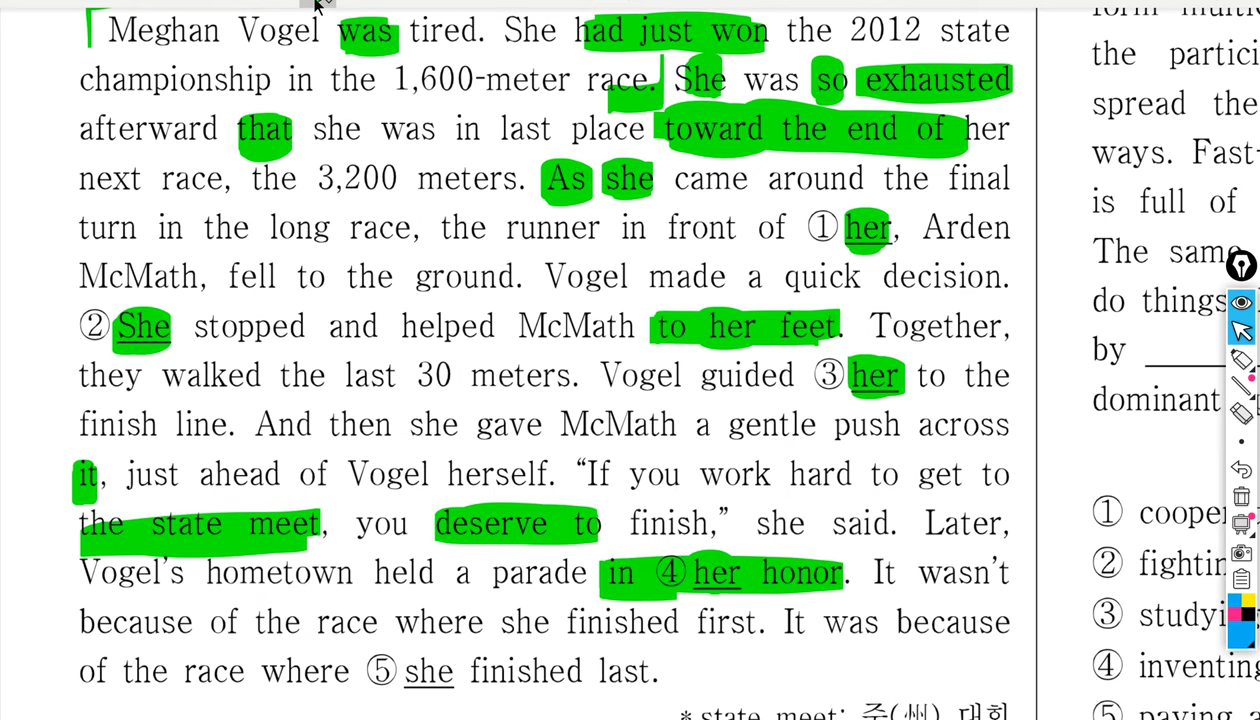 Meghan Vogel was tired. She had just won the 2012 state
championship in the 1,600-meter race. She was so exhausted
afterward that she was in last place toward the end of her
next race, the 3,200 meters. As she came around the final
turn in the long race, the runner in front of ① her, Arden
McMath, fell to the ground. Vogel made a quick decision.
② She stopped and helped McMath to her feet. Together,
they walked the last 30 meters. Vogel guided ③ her to the
finish line. And then she gave McMath a gentle push across
it, just ahead of Vogel herself. “If you work hard to get to
the state meet, you deserve to finish,” she said. Later,
Vogel's hometown held a parade in ④ her honor. It wasn't
because of the race where she finished first. It was because
of the race where ⑤ she finished last.
* state meet: 주(州) 대회
the
spread the
ways. Fast-
is full of
The same
do things
by
dominant
①
②
③
④
⑤